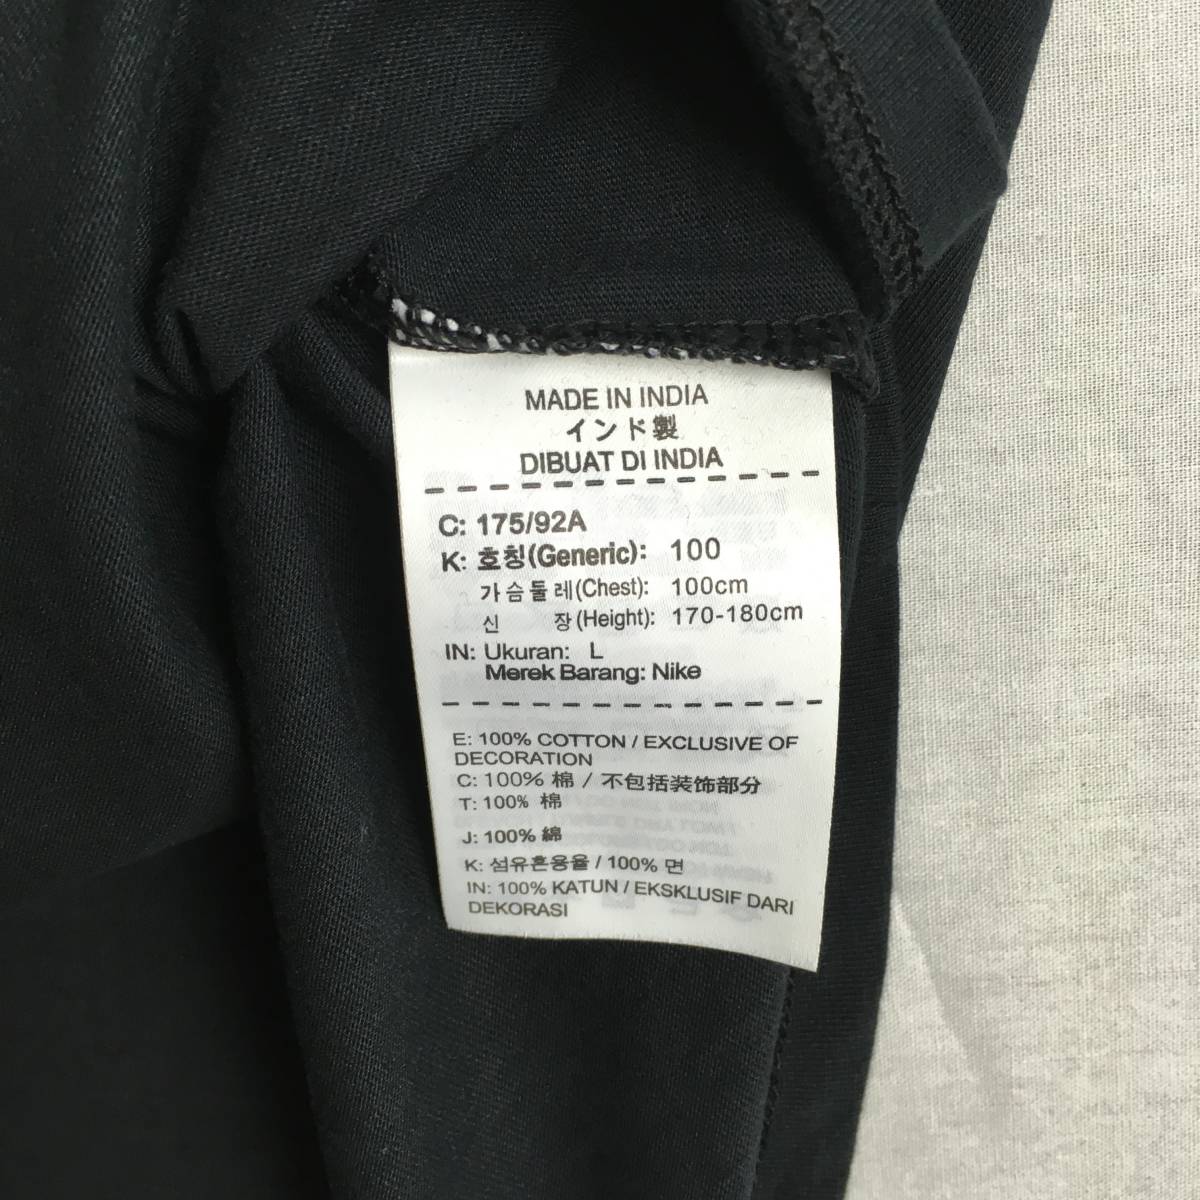 MADE IN INDIA
インド製
DIBUAT DI INDIA
C: 175/92A
K: 호칭(Generic): 100
가슴둘레(Chest): 100cm
신 장(Height): 170-180cm
IN: Ukuran: L
Merek Barang: Nike
E: 100% COTTON / EXCLUSIVE OF
DECORATION
C: 100% 棉 / 不包括装饰部分
T: 100% 棉
J: 100% 綿
K: 섬유혼용율 / 100% 면
IN: 100% KATUN / EKSKLUSIF DARI
DEKORASI